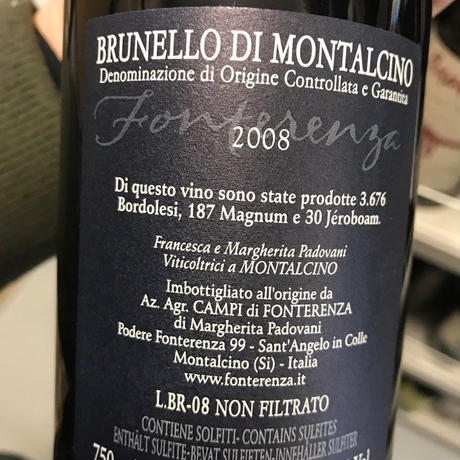 BRUNELLO DI MONTALCINO
Denominazione di Origine Controllata e Garantita
Fonterenza
2008
Di questo vino sono state prodotte 3.676
Bordolesi, 187 Magnum e 30 Jéroboam.
Francesca e Margherita Padovani
Viticoltrici a MONTALCINO
Imbottigliato all'origine da
Az. Agr. CAMPI di FONTERENZA
di Margherita Padovani
Podere Fonterenza 99 - Sant'Angelo in Colle
Montalcino (Si) - Italia
www.fonterenza.it
L.BR-08 NON FILTRATO
CONTIENE SOLFITI- CONTAINS SULFITES
ENTHÄLT SULFITE-BEVAT SULFIETEN-INNEHÅLLER SULFITER
750